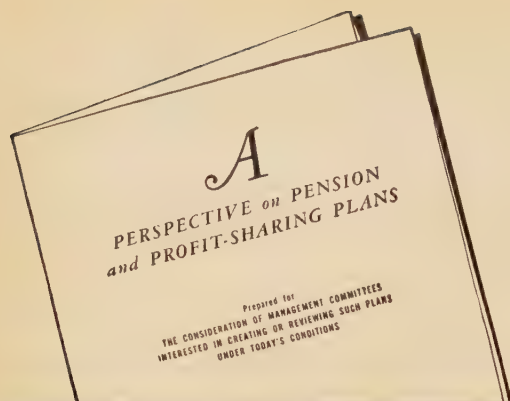 A
PERSPECTIVE on PENSION
and PROFIT-SHARING PLANS
Prepared for
THE CONSIDERATION OF MANAGEMENT COMMITTEES
INTERESTED IN CREATING OR REVIEWING SUCH PLANS
UNDER TODAY'S CONDITIONS